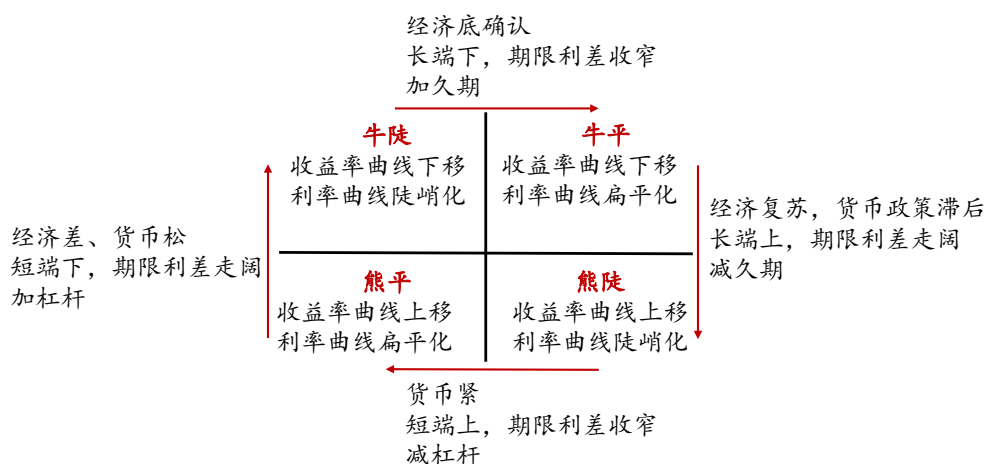 经济底确认
长端下，期限利差收窄
加久期
牛陡
收益率曲线下移
利率曲线陡峭化
牛平
收益率曲线下移
利率曲线扁平化
经济差、货币松
短端下，期限利差走阔
加杠杆
经济复苏，货币政策滞后
长端上，期限利差走阔
减久期
熊平
收益率曲线上移
利率曲线扁平化
熊陡
收益率曲线上移
利率曲线陡峭化
货币紧
短端上，期限利差收窄
减杠杆